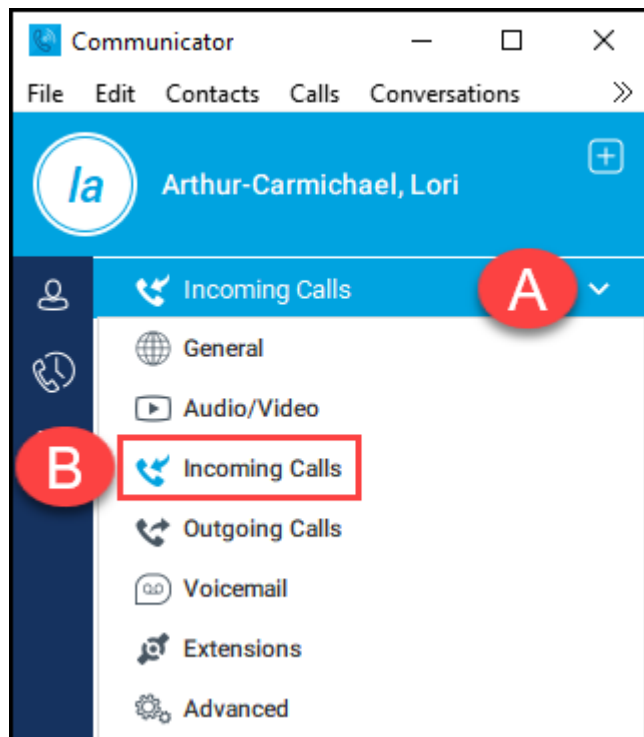 Communicator
File Edit Contacts Calls Conversations
la Arthur-Carmichael, Lori
Incoming Calls A
General
Audio/Video
B Incoming Calls
Outgoing Calls
Voicemail
Extensions
Advanced